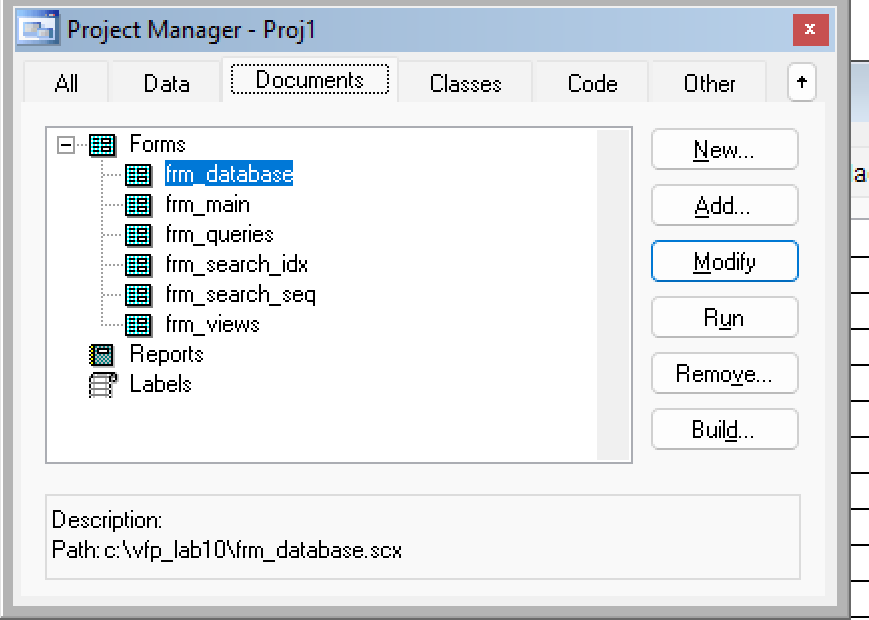 Project Manager - Proj1
All Data Documents Classes Code Other
Forms
frm_database
frm_main
frm_queries
frm_search_idx
frm_search_seq
frm_views
Reports
Labels
New...
Add...
Modify
Run
Remove...
Build...
Description:
Path: c:\vfp_lab10\frm_database.scx